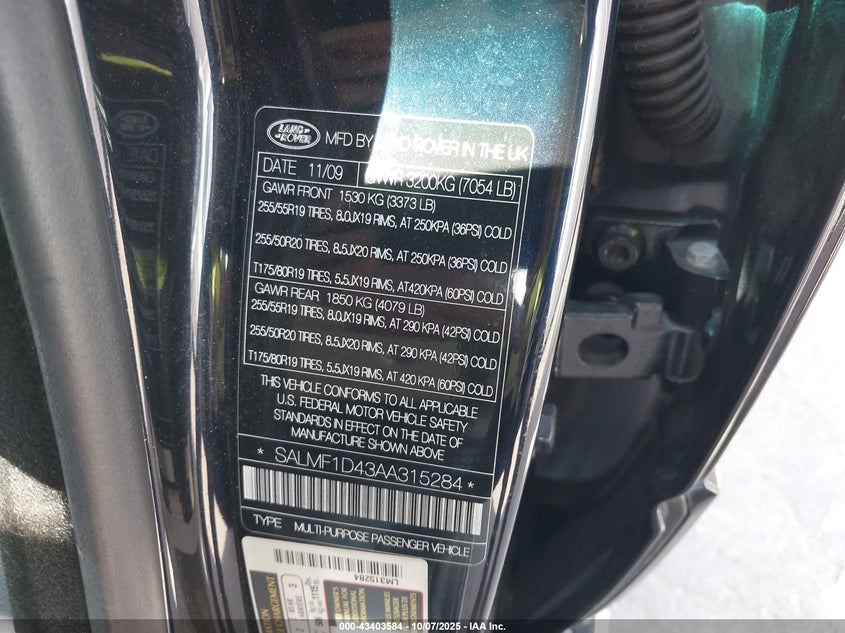 LAND ROVER
MFD BY LAND ROVER IN THE UK
DATE 11/09 GVWR 3200KG (7054 LB)
GAWR FRONT 1530 KG (3373 LB)
255/55R19 TIRES, 8.0JX19 RIMS, AT 250KPA (36PSI) COLD
255/50R20 TIRES, 8.5JX20 RIMS, AT 250KPA (36PSI) COLD
T175/80R19 TIRES, 5.5JX19 RIMS, AT420KPA (60PSI) COLD
GAWR REAR 1850 KG (4079 LB)
255/55R19 TIRES, 8.0JX19 RIMS, AT 290 KPA (42PSI) COLD
255/50R20 TIRES, 8.5JX20 RIMS, AT 290 KPA (42PSI) COLD
T175/80R19 TIRES, 5.5JX19 RIMS, AT 420 KPA (60PSI) COLD
THIS VEHICLE CONFORMS TO ALL APPLICABLE
U.S. FEDERAL MOTOR VEHICLE SAFETY
STANDARDS IN EFFECT ON THE DATE OF
MANUFACTURE SHOWN ABOVE
* SALMF1D43AA315284 *
TYPE MULTI-PURPOSE PASSENGER VEHICLE
LM315284
REAR 3
ARRIÈRE
000-43403584 - 10/07/2025 - IAA Inc.